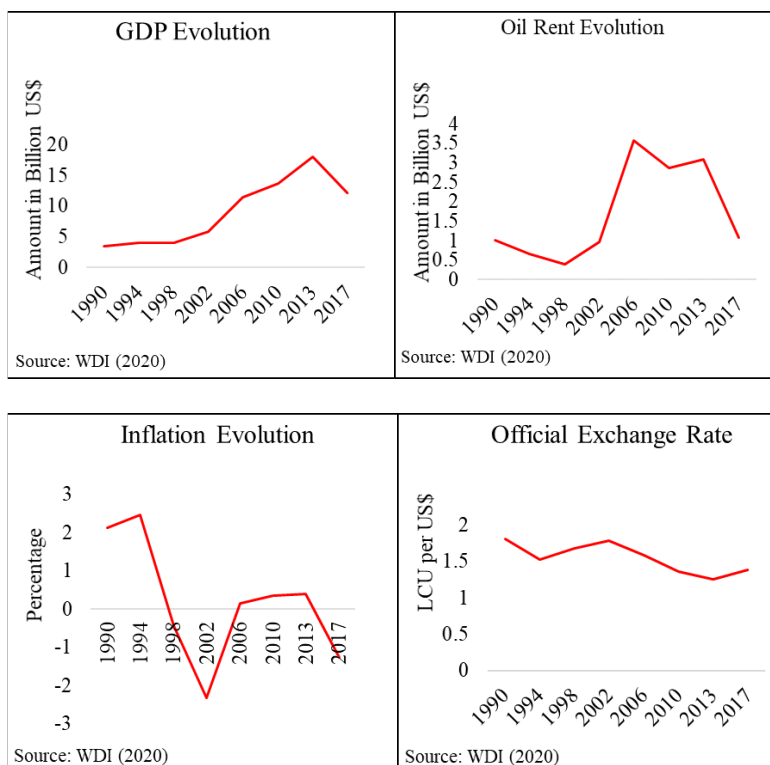 GDP Evolution
Amount in Billion US$
20
15
10
5
0
1990 1994 1998 2002 2006 2010 2013 2017
Source: WDI (2020)
Oil Rent Evolution
Amount in Billion US$
4
3.5
3
2.5
2
1.5
1
0.5
0
1990 1994 1998 2002 2006 2010 2013 2017
Source: WDI (2020)
Inflation Evolution
Percentage
3
2
1
0
-1
-2
-3
1990 1994 1998 2002 2006 2010 2013 2017
Source: WDI (2020)
Official Exchange Rate
LCU per US$
2
1.5
1
0.5
0
1990 1994 1998 2002 2006 2010 2013 2017
Source: WDI (2020)